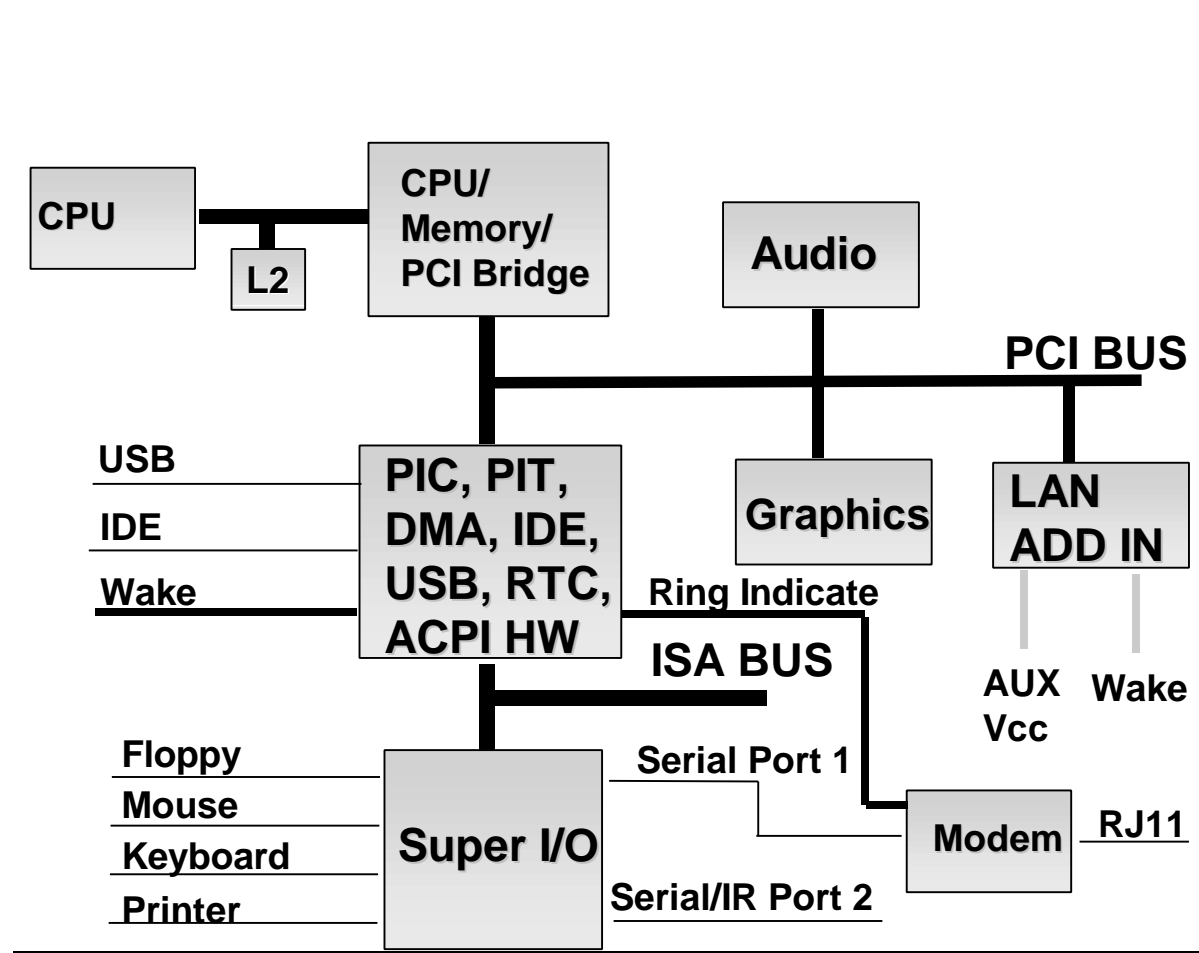 CPU
L2
CPU/
Memory/
PCI Bridge
Audio
PCI BUS
USB
IDE
Wake
PIC, PIT,
DMA, IDE,
USB, RTC,
ACPI HW
Graphics
LAN
ADD IN
Ring Indicate
ISA BUS
AUX
Vcc
Wake
Floppy
Mouse
Keyboard
Printer
Super I/O
Serial Port 1
Serial/IR Port 2
Modem
RJ11